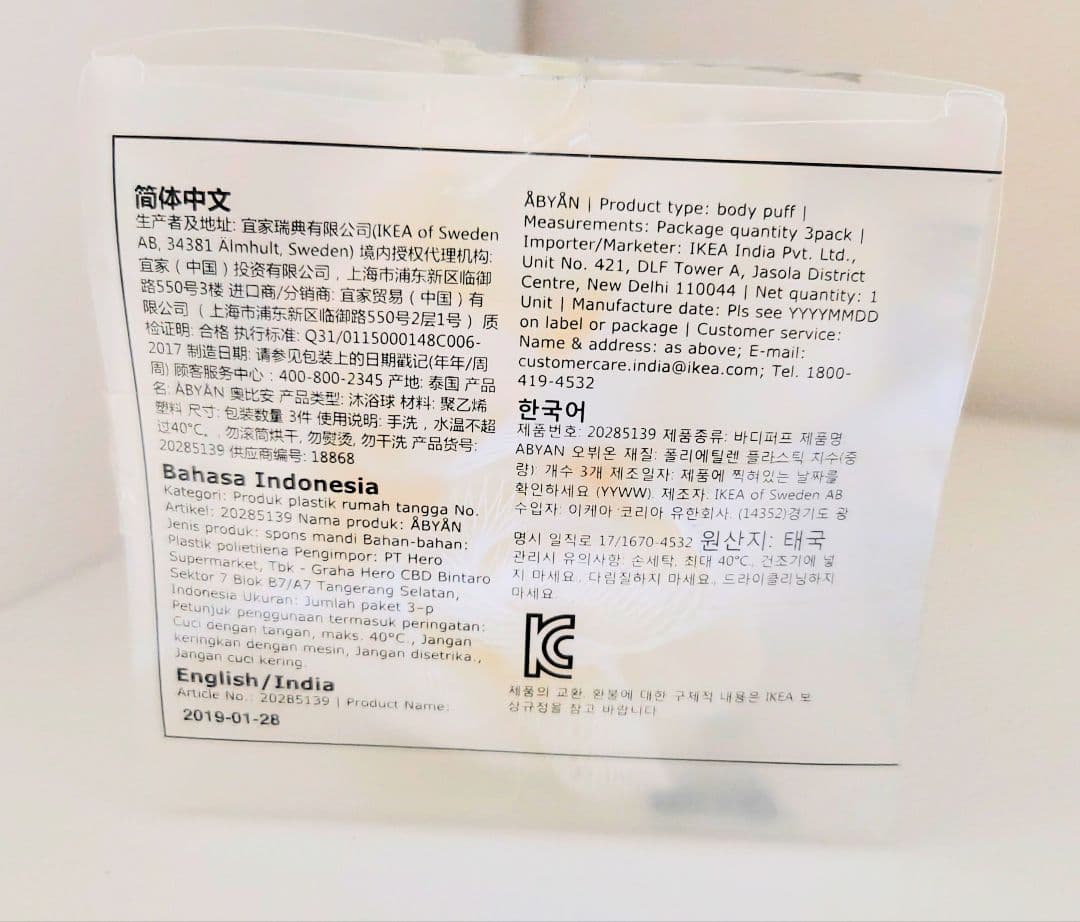 简体中文
生产者及地址: 宜家瑞典有限公司(IKEA of Sweden
AB, 34381 Älmhult, Sweden) 境内授权代理机构:
宜家（中国）投资有限公司，上海市浦东新区临御
路550号3楼 进口商/分销商: 宜家贸易（中国）有
限公司（上海市浦东新区临御路550号2层1号） 质
检证明: 合格 执行标准: Q31/0115000148C006-
2017 制造日期: 请参见包装上的日期戳记(年年/周
周) 顾客服务中心：400-800-2345 产地: 泰国 产品
名: ÅBYÅN 奥比安 产品类型: 沐浴球 材料: 聚乙烯
塑料 尺寸: 包装数量 3件 使用说明: 手洗，水温不超
过40°C。, 勿滚筒烘干, 勿熨烫, 勿干洗 产品货号:
20285139 供应商编号: 18868
Bahasa Indonesia
Kategori: Produk plastik rumah tangga No.
Artikel: 20285139 Nama produk: ÅBYÅN
Jenis produk: spons mandi Bahan-bahan:
Plastik polietilena Pengimpor: PT Hero
Supermarket, Tbk - Graha Hero CBD Bintaro
Sektor 7 Blok B7/A7 Tangerang Selatan,
Indonesia Ukuran: Jumlah paket 3-p
Petunjuk penggunaan termasuk peringatan:
Cuci dengan tangan, maks. 40°C., Jangan
keringkan dengan mesin, Jangan disetrika.,
Jangan cuci kering.
English/India
Article No.: 20285139 | Product Name:
2019-01-28
ÅBYÅN | Product type: body puff |
Measurements: Package quantity 3pack |
Importer/Marketer: IKEA India Pvt. Ltd.,
Unit No. 421, DLF Tower A, Jasola District
Centre, New Delhi 110044 | Net quantity: 1
Unit | Manufacture date: Pls see YYYYMMDD
on label or package | Customer service:
Name & address: as above; E-mail:
customercare.india@ikea.com; Tel. 1800-
419-4532
한국어
제품번호: 20285139 제품종류: 바디퍼프 제품명
ABYAN 오뷔온 재질: 폴리에틸렌 플라스틱 치수(중
량): 개수 3개 제조일자: 제품에 찍혀있는 날짜를
확인하세요 (YYWW). 제조자: IKEA of Sweden AB
수입자: 이케아 코리아 유한회사. (14352)경기도 광
명시 일직로 17/1670-4532 원산지: 태국
관리시 유의사항: 손세탁, 최대 40°C., 건조기에 넣
지 마세요., 다림질하지 마세요., 드라이클리닝하지
마세요.
제품의 교환, 환불에 대한 구체적 내용은 IKEA 보
상규정을 참고 바랍니다